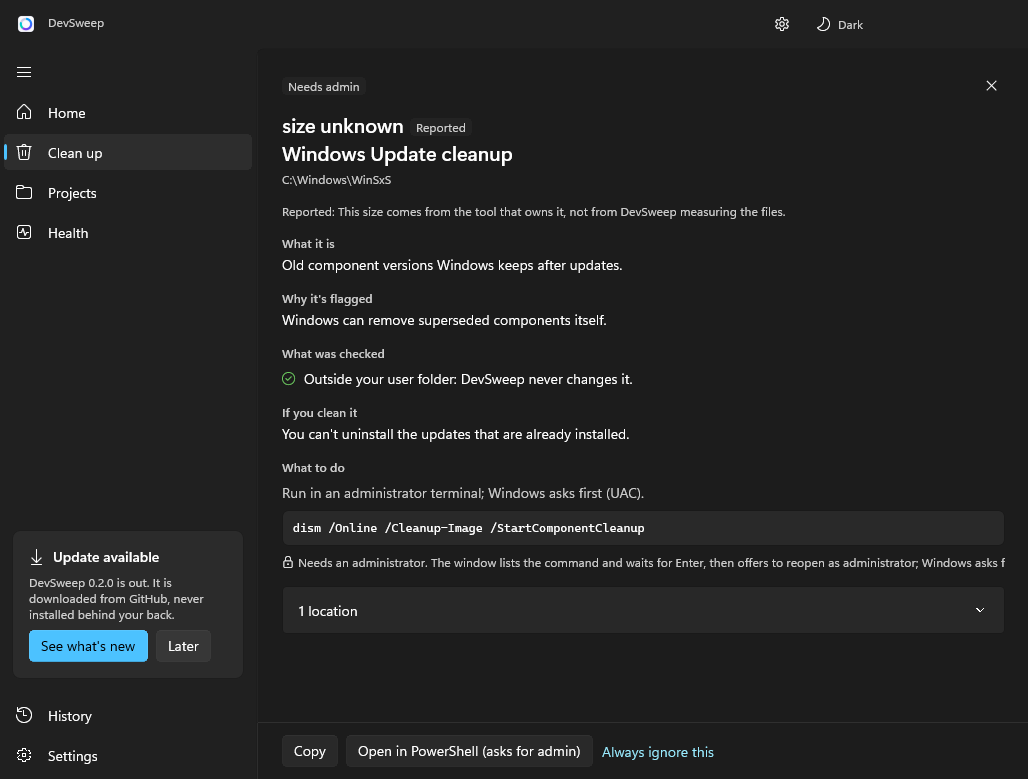 DevSweep
Dark
Home
Clean up
Projects
Health
Update available
DevSweep 0.2.0 is out. It is
downloaded from GitHub, never
installed behind your back.
See what's new
Later
History
Settings
Needs admin
size unknown
Reported
Windows Update cleanup
C:\Windows\WinSxS
Reported: This size comes from the tool that owns it, not from DevSweep measuring the files.
What it is
Old component versions Windows keeps after updates.
Why it's flagged
Windows can remove superseded components itself.
What was checked
Outside your user folder: DevSweep never changes it.
If you clean it
You can't uninstall the updates that are already installed.
What to do
Run in an administrator terminal; Windows asks first (UAC).
dism /Online /Cleanup-Image /StartComponentCleanup
Needs an administrator. The window lists the command and waits for Enter, then offers to reopen as administrator; Windows asks f
1 location
Copy
Open in PowerShell (asks for admin)
Always ignore this